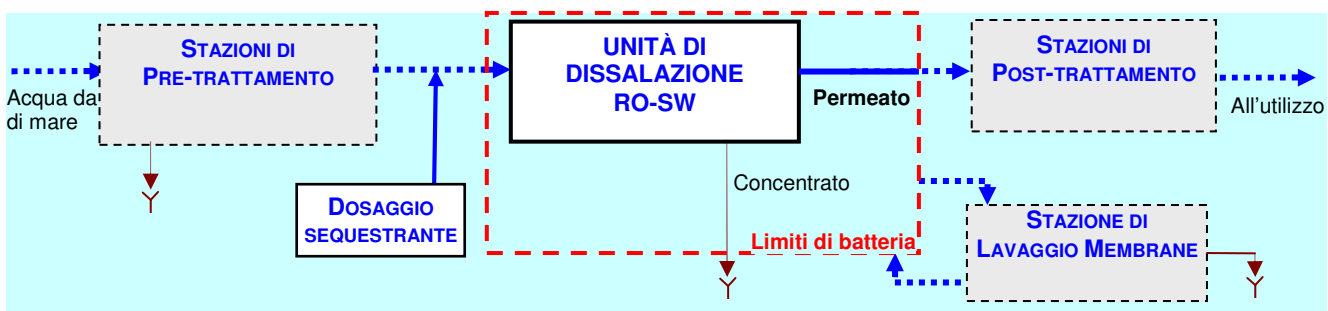 Acqua da
di mare
STAZIONI DI
PRE-TRATTAMENTO
DOSAGGIO
SEQUESTRANTE
UNITÀ DI
DISSALAZIONE
RO-SW
Permeato
Concentrato
Limiti di batteria
STAZIONI DI
POST-TRATTAMENTO
All'utilizzo
STAZIONE DI
LAVAGGIO MEMBRANE